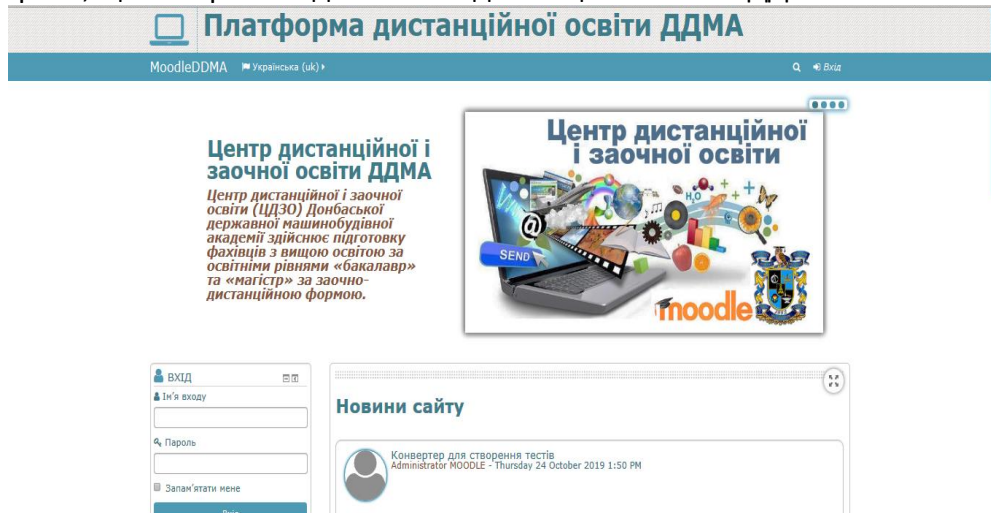 Платформа дистанційної освіти ДДМА
MoodleDDMA Українська (uk) Вхід
Центр дистанційної і
заочної освіти ДДМА
Центр дистанційної і заочної
освіти (ЦДЗО) Донбаської
державної машинобудівної
академії здійснює підготовку
фахівців з вищою освітою за
освітніми рівнями «бакалавр»
та «магістр» за заочно-
дистанційною формою.
Центр дистанційної
і заочної освіти
H₂O
@
SEND
moodle
ВХІД
Ім'я входу
Пароль
Запам'ятати мене
Новини сайту
Конвертер для створення тестів
Administrator MOODLE - Thursday 24 October 2019 1:50 PM